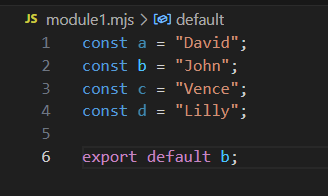 JS module1.mjs > default
1 const a = "David";
2 const b = "John";
3 const c = "Vence";
4 const d = "Lilly";
5
6 export default b;